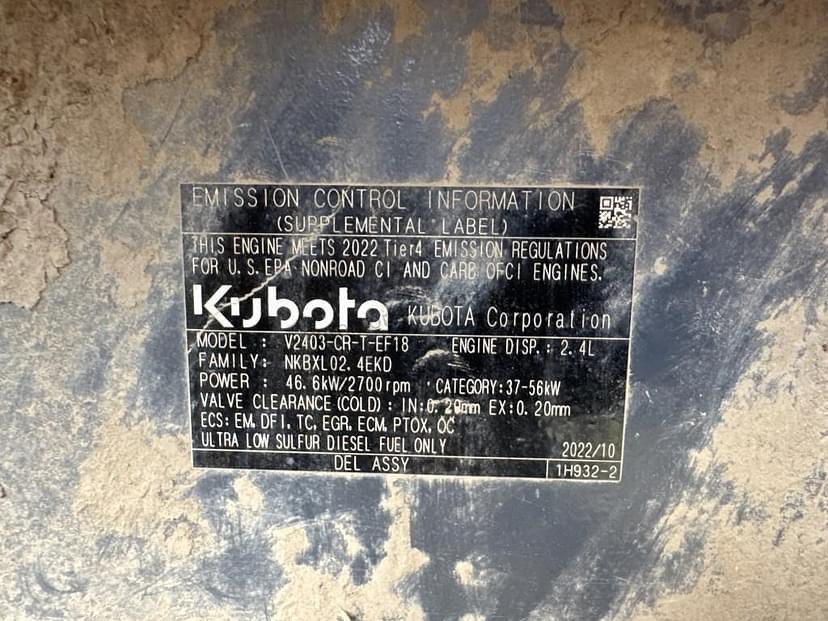 EMISSION CONTROL INFORMATION
(SUPPLEMENTAL LABEL)
THIS ENGINE MEETS 2022 Tier4 EMISSION REGULATIONS
FOR U.S.EPA NONROAD CI AND CARB OFCI ENGINES.
Kubota KUBOTA Corporation
MODEL : V2403-CR-T-EF18 ENGINE DISP.: 2.4L
FAMILY: NKBXL02.4EKD
POWER : 46.6kW/2700rpm CATEGORY:37-56kW
VALVE CLEARANCE(COLD): IN:0.20mm EX:0.20mm
ECS: EM, DFI, TC, EGR, ECM, PTOX, OC
ULTRA LOW SULFUR DIESEL FUEL ONLY 2022/10
DEL ASSY 1H932-2